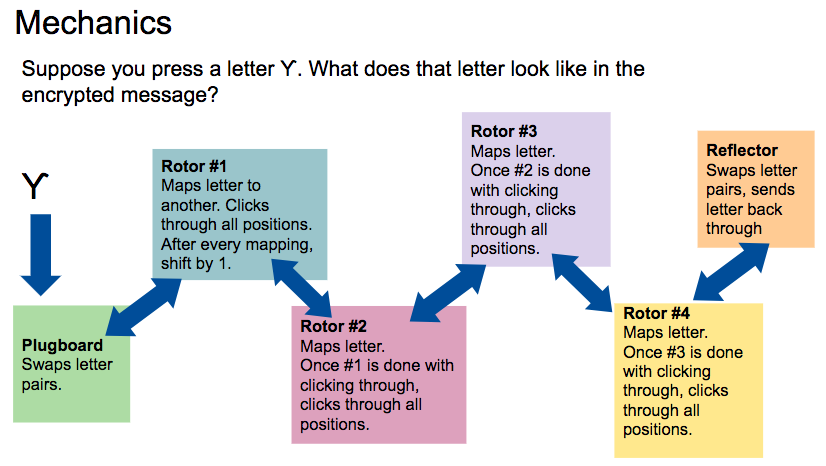 Mechanics
Suppose you press a letter Ƴ. What does that letter look like in the
encrypted message?
Ƴ
Plugboard
Swaps letter
pairs.
Rotor #1
Maps letter to
another. Clicks
through all positions.
After every mapping,
shift by 1.
Rotor #2
Maps letter.
Once #1 is done with
clicking through,
clicks through all
positions.
Rotor #3
Maps letter.
Once #2 is done
with clicking
through, clicks
through all
positions.
Rotor #4
Maps letter.
Once #3 is done
with clicking
through, clicks
through all
positions.
Reflector
Swaps letter
pairs, sends
letter back
through